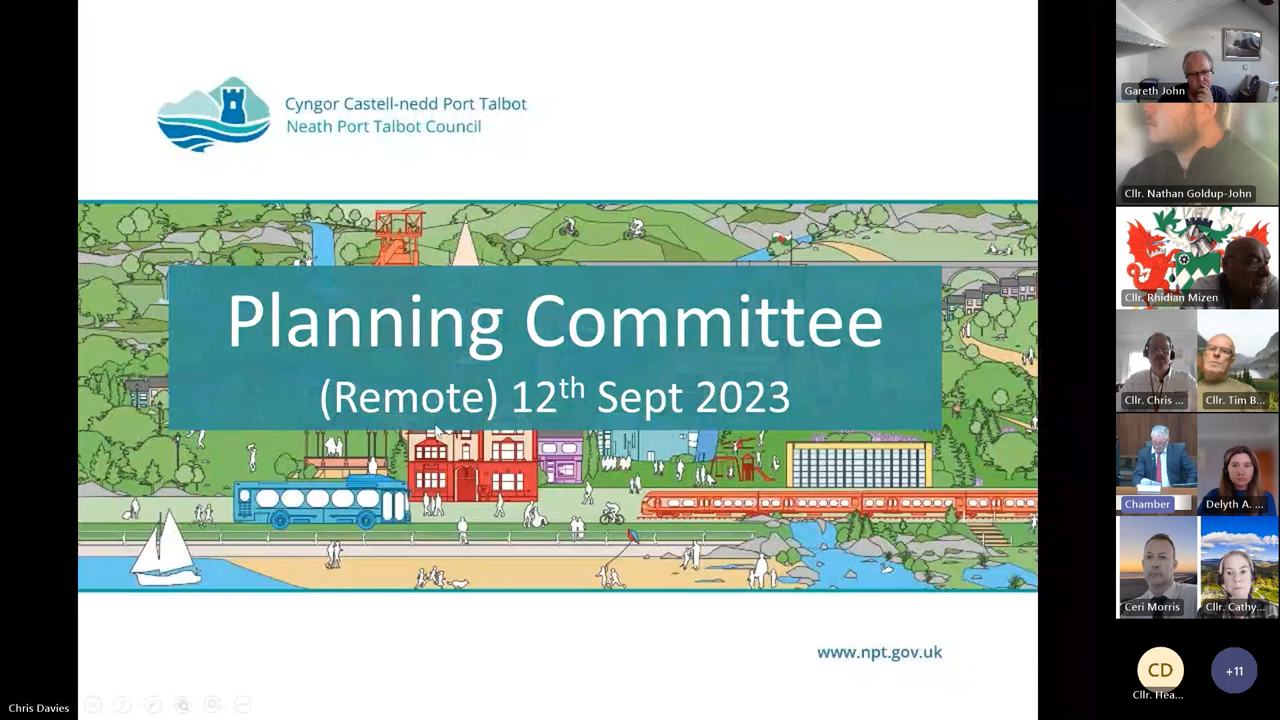 Cyngor Castell-nedd Port Talbot
Neath Port Talbot Council
Planning Committee
(Remote) 12th Sept 2023
www.npt.gov.uk
Chris Davies
Gareth John
Cllr. Nathan Goldup-John
Cllr. Rhidian Mizen
Cllr. Chris ...
Cllr. Tim B...
Chamber
Delyth A. ...
Ceri Morris
Cllr. Cathy...
CD
+11
Cllr. Hea...